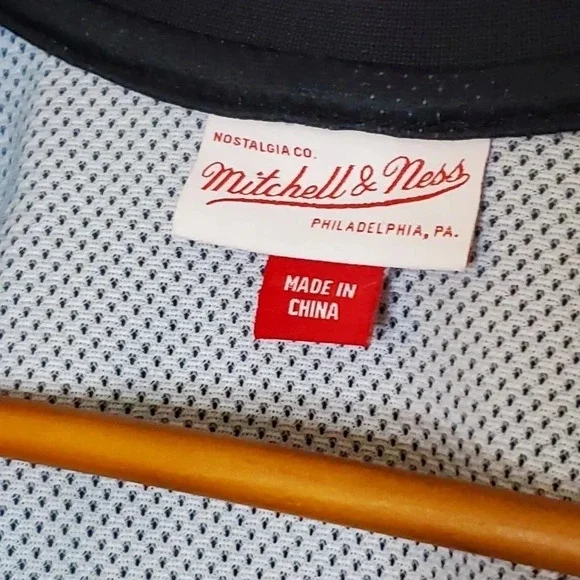 NOSTALGIA CO.
Mitchell & Ness
PHILADELPHIA, PA.
MADE IN
CHINA